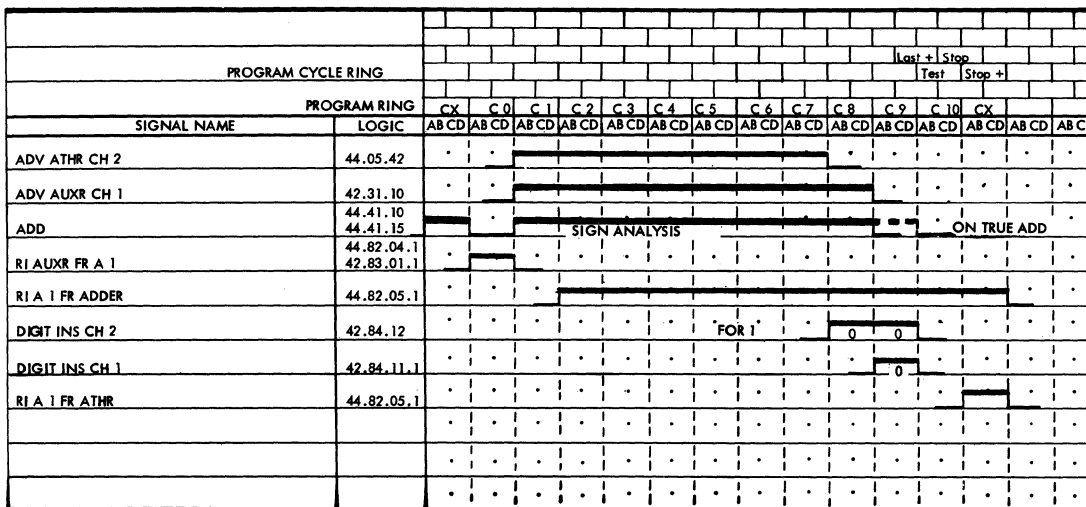 Last + Stop
PROGRAM CYCLE RING Test Stop +
PROGRAM RING CX C 0 C 1 C 2 C 3 C 4 C 5 C 6 C 7 C 8 C 9 C 10 CX
SIGNAL NAME LOGIC AB CD AB CD AB CD AB CD AB CD AB CD AB CD AB CD AB CD AB CD AB CD AB CD AB CD AB CD AB C
ADV ATHR CH 2 44.05.42
ADV AUXR CH 1 42.31.10
44.41.10
ADD 44.41.15 SIGN ANALYSIS ON TRUE ADD
44.82.04.1
RI AUXR FR A 1 42.83.01.1
RI A 1 FR ADDER 44.82.05.1
DIGIT INS CH 2 42.84.12 FOR 1 0 0
DIGIT INS CH 1 42.84.11.1 0
RI A 1 FR ATHR 44.82.05.1